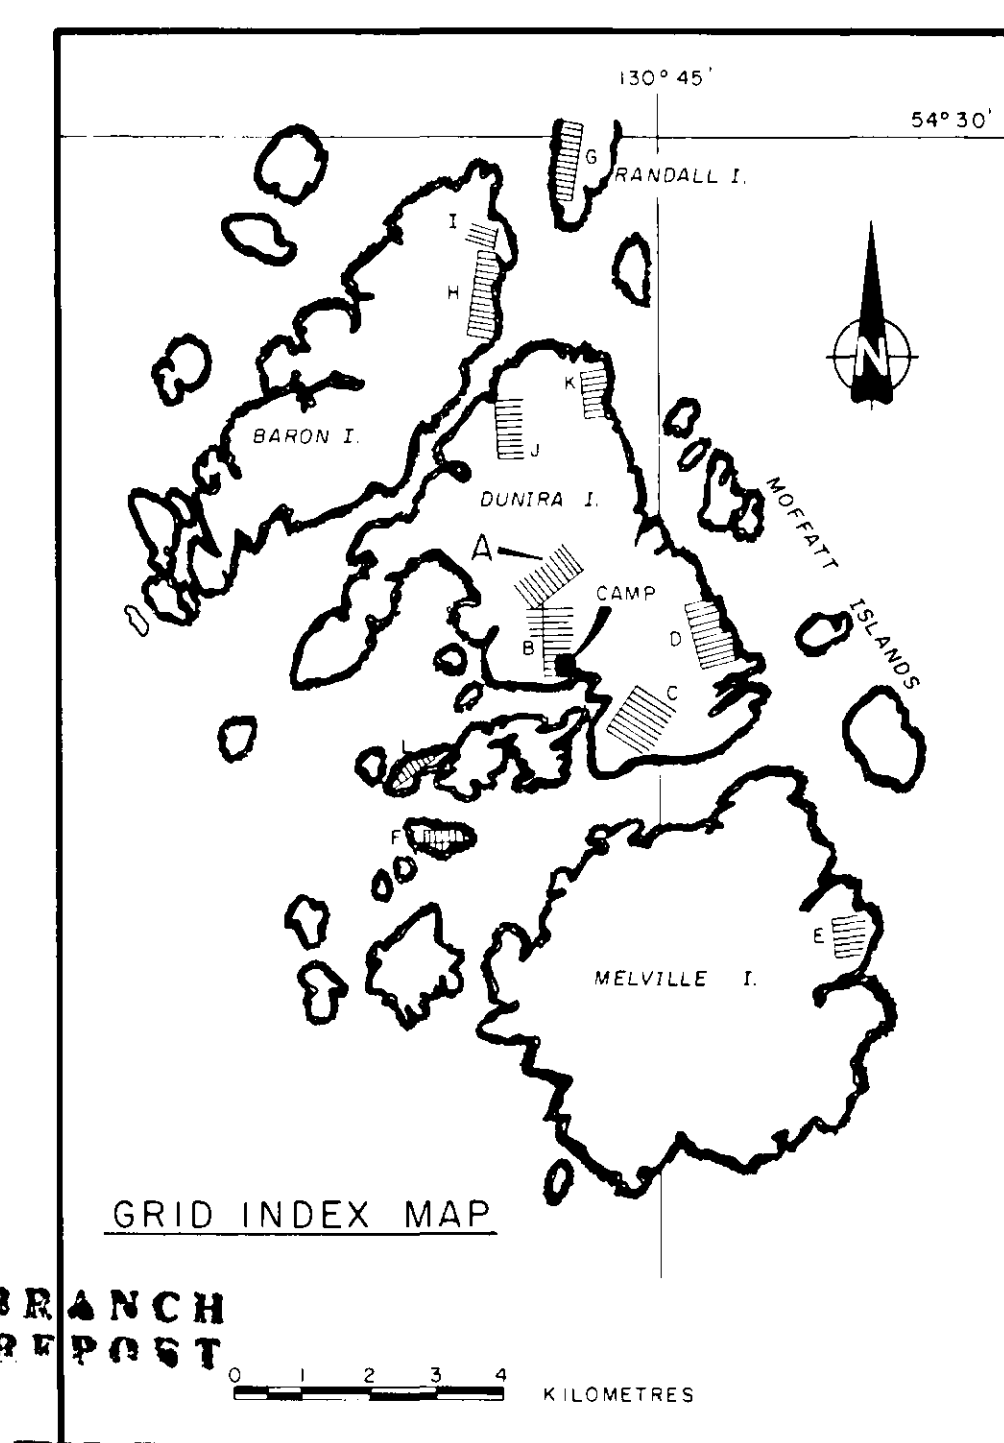 130° 45'
54° 30'
G
RANDALL I.
I
H
N
K
BARON I.
J
DUNIRA I.
MOFFATT ISLANDS
A
CAMP
B
D
C
L
F
E
MELVILLE I.
GRID INDEX MAP
BRANCH
0 1 2 3 4
KILOMETRES